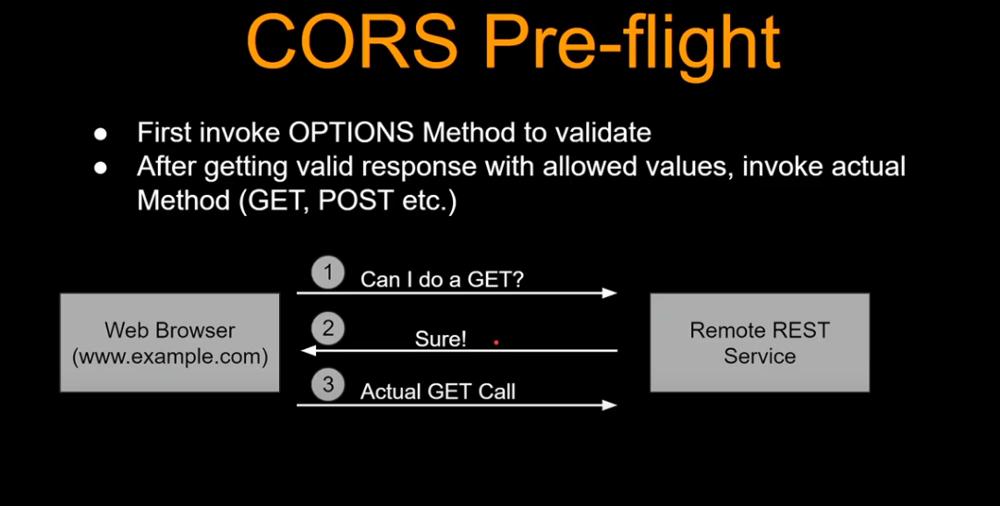 CORS Pre-flight
● First invoke OPTIONS Method to validate
● After getting valid response with allowed values, invoke actual
Method (GET, POST etc.)
1 Can I do a GET?
Web Browser
(www.example.com)
2 Sure!
Remote REST
Service
3 Actual GET Call